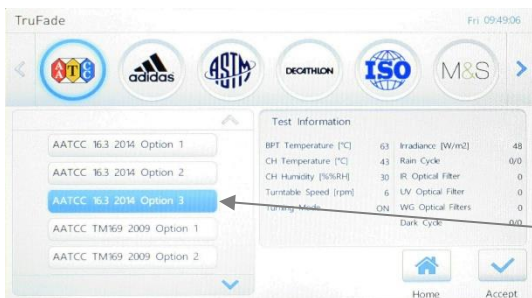 TruFade
Fri 09:49:06
ATCC
adidas
ASTM
DECATHLON
ISO
M&S
AATCC 16.3 2014 Option 1
AATCC 16.3 2014 Option 2
AATCC 16.3 2014 Option 3
AATCC TM169 2009 Option 1
AATCC TM169 2009 Option 2
Test Information
BPT Temperature [°C] 63 Irradiance [W/m2] 48
CH Temperature [°C] 43 Rain Cycle 0/0
CH Humidity [%%RH] 30 IR Optical Filter 0
Turntable Speed [rpm] 6 UV Optical Filter 0
Turning Mode ON WG Optical Filters 0
Dark Cycle 0/0
Home
Accept